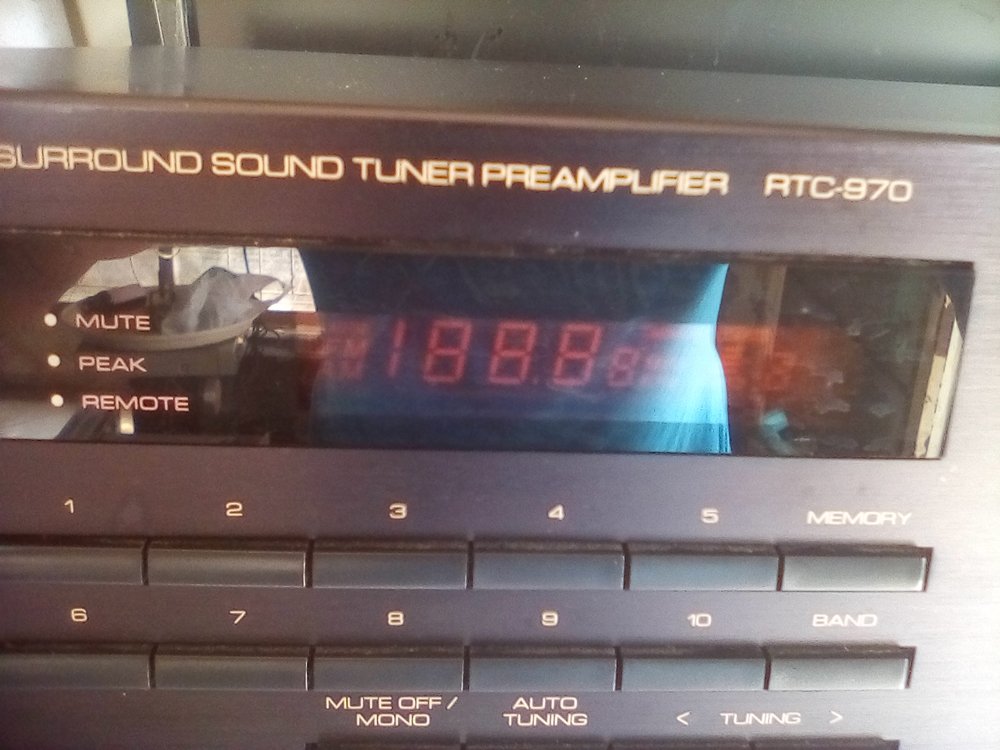 SURROUND SOUND TUNER PREAMPLIFIER RTC-970
MUTE
PEAK
REMOTE
1888
1 2 3 4 5 MEMORY
6 7 8 9 10 BAND
MUTE OFF /
MONO
AUTO
TUNING
< TUNING >